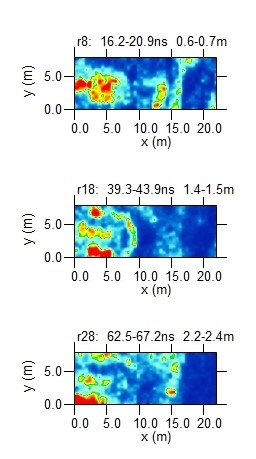 r8: 16.2-20.9ns 0.6-0.7m
y (m)
5.0
0.0
0.0 5.0 10.0 15.0 20.0
x (m)
r18: 39.3-43.9ns 1.4-1.5m
y (m)
5.0
0.0
0.0 5.0 10.0 15.0 20.0
x (m)
r28: 62.5-67.2ns 2.2-2.4m
y (m)
5.0
0.0
0.0 5.0 10.0 15.0 20.0
x (m)